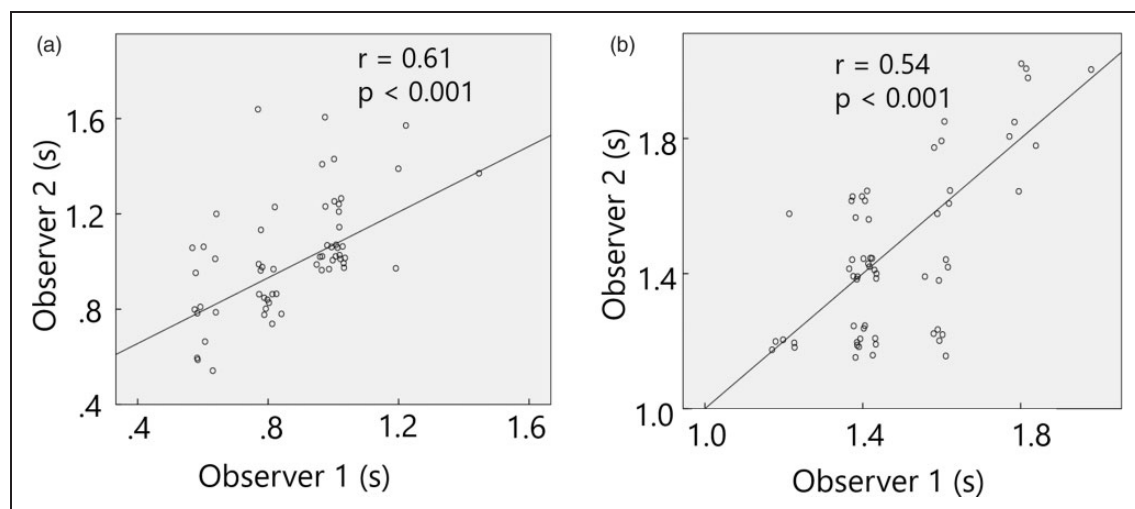 (a)
r = 0.61
p < 0.001
1.6
1.2
.8
.4
Observer 2 (s)
.4 .8 1.2 1.6
Observer 1 (s)
(b)
r = 0.54
p < 0.001
1.8
1.4
1.0
Observer 2 (s)
1.0 1.4 1.8
Observer 1 (s)